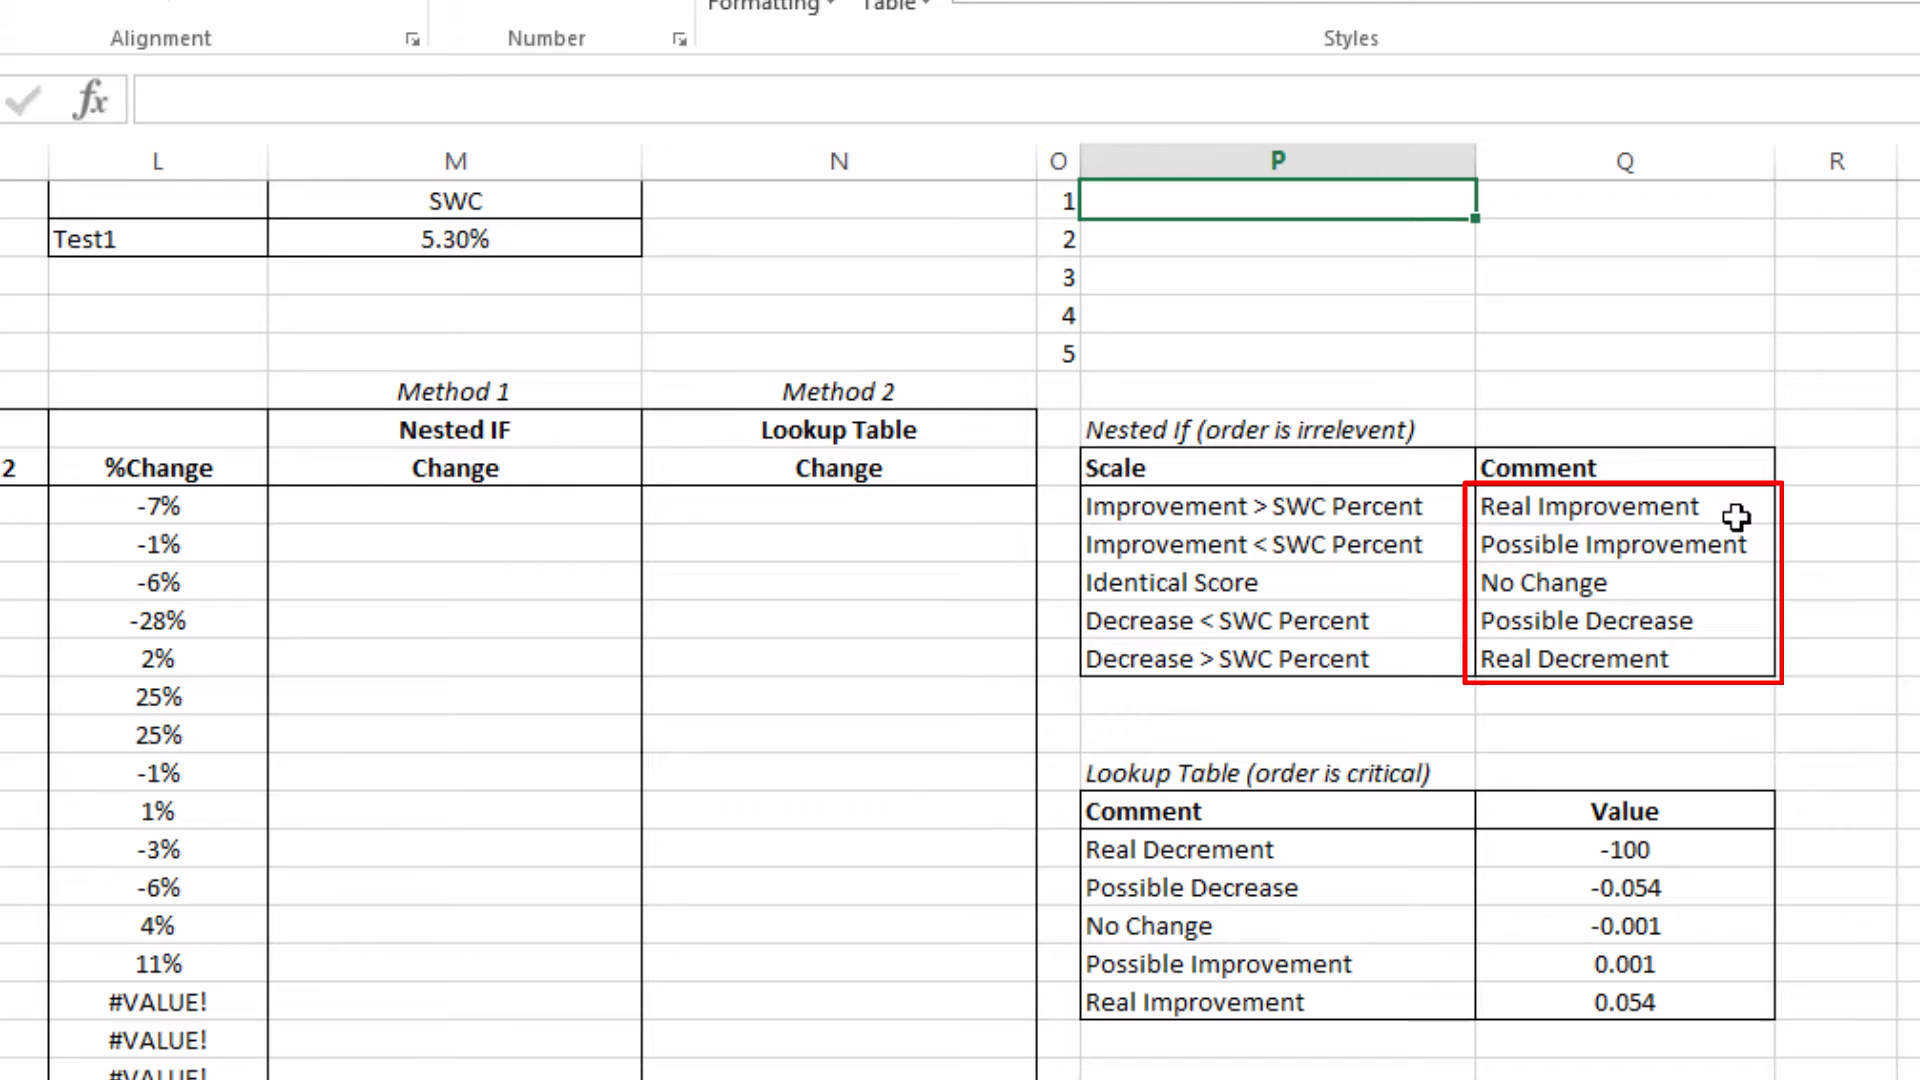 Formatting Table
Alignment Number Styles
fx
L M N O P Q R
SWC 1
Test1 5.30% 2
3
4
5
Method 1 Method 2
Nested IF Lookup Table Nested If (order is irrelevent)
2 %Change Change Change Scale Comment
-7% Improvement > SWC Percent Real Improvement
-1% Improvement < SWC Percent Possible Improvement
-6% Identical Score No Change
-28% Decrease < SWC Percent Possible Decrease
2% Decrease > SWC Percent Real Decrement
25%
25%
-1% Lookup Table (order is critical)
1% Comment Value
-3% Real Decrement -100
-6% Possible Decrease -0.054
4% No Change -0.001
11% Possible Improvement 0.001
#VALUE! Real Improvement 0.054
#VALUE!
#VALUE!